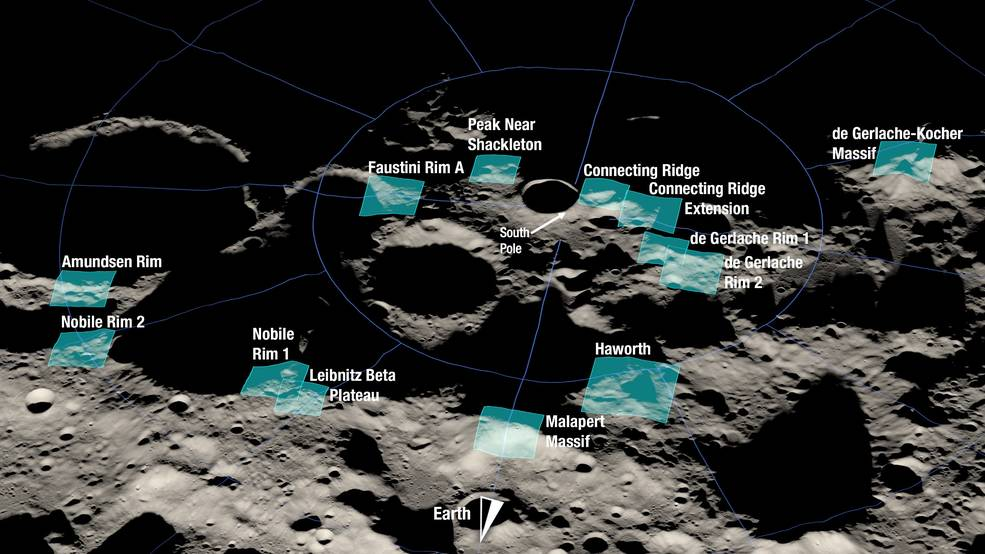 Peak Near
Shackleton
de Gerlache-Kocher
Massif
Faustini Rim A
Connecting Ridge
Connecting Ridge
Extension
South
Pole
de Gerlache Rim 1
Amundsen Rim
de Gerlache
Rim 2
Nobile Rim 2
Nobile
Rim 1
Haworth
Leibnitz Beta
Plateau
Malapert
Massif
Earth